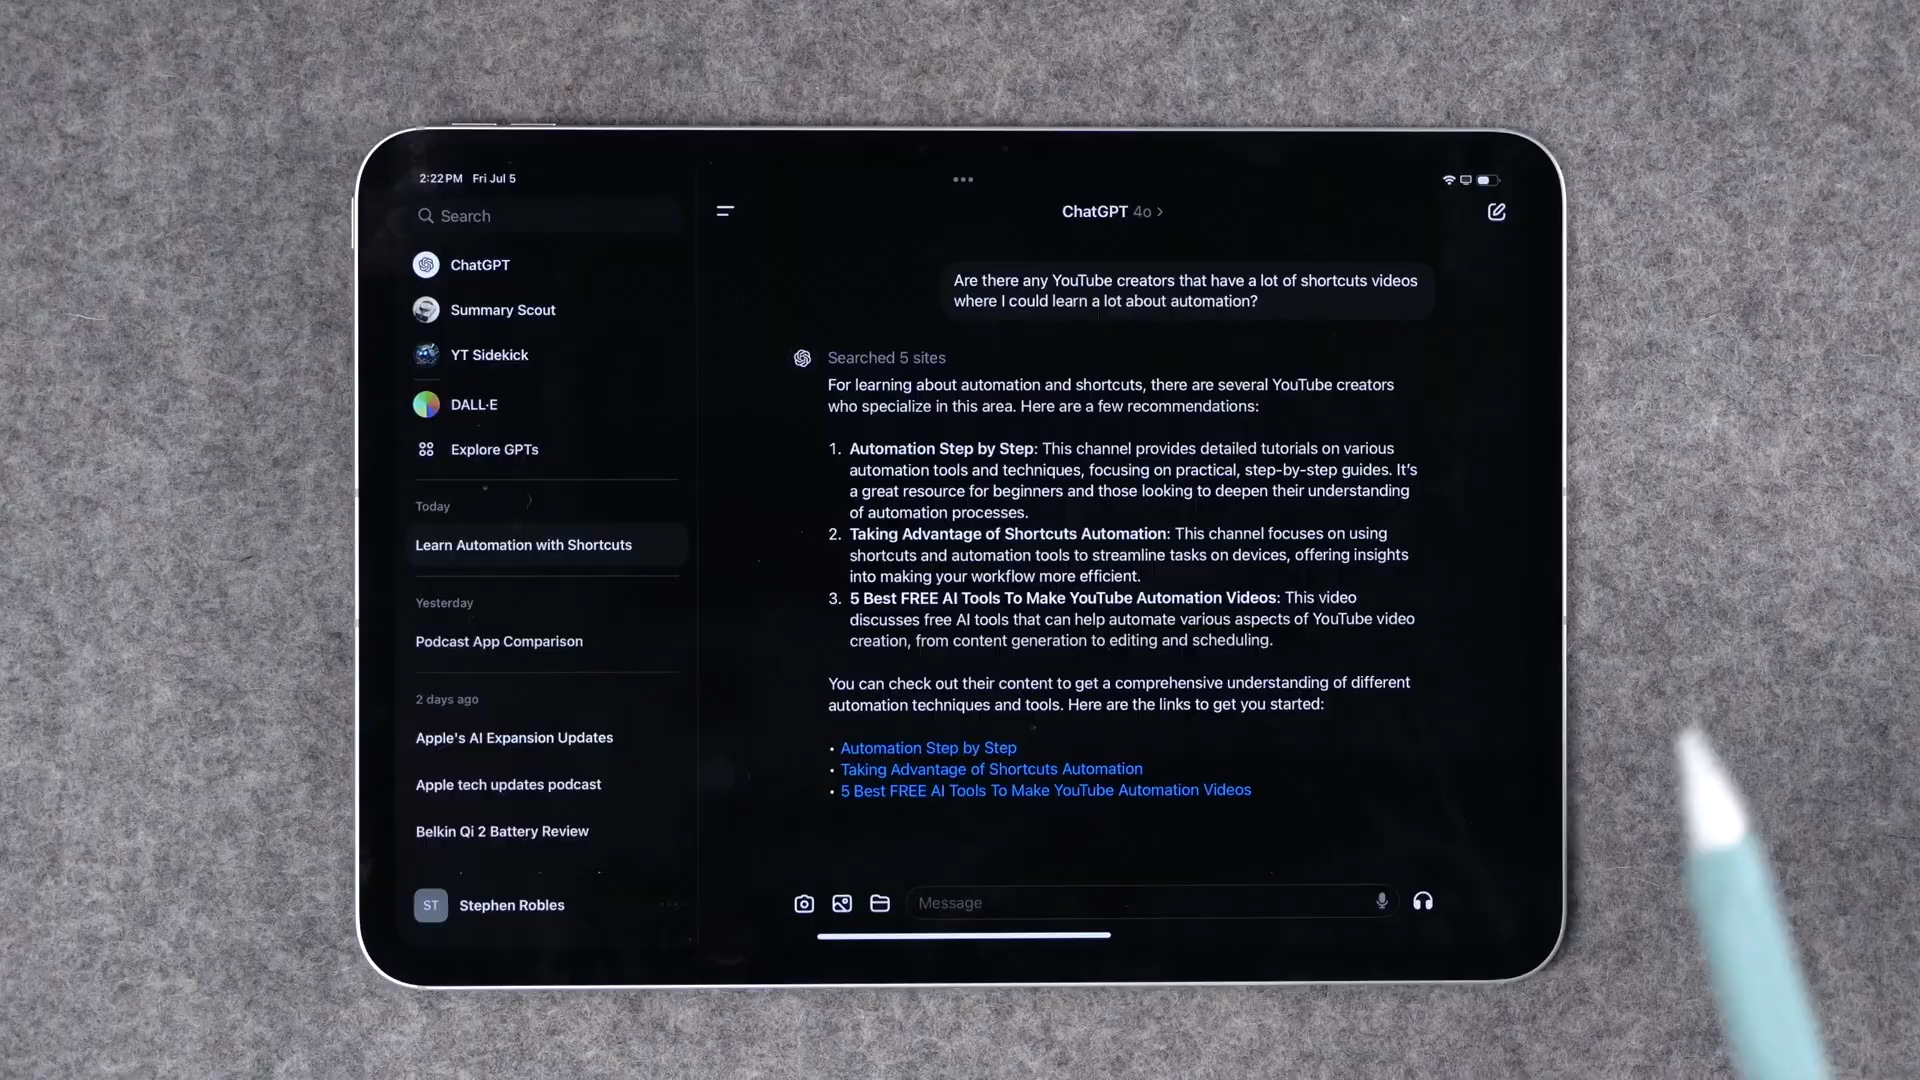 2:22 PM Fri Jul 5
Search
ChatGPT
Summary Scout
YT Sidekick
DALL·E
Explore GPTs
Today
Learn Automation with Shortcuts
Yesterday
Podcast App Comparison
2 days ago
Apple's AI Expansion Updates
Apple tech updates podcast
Belkin Qi 2 Battery Review
ST Stephen Robles
ChatGPT 4o >
Are there any YouTube creators that have a lot of shortcuts videos
where I could learn a lot about automation?
Searched 5 sites
For learning about automation and shortcuts, there are several YouTube creators
who specialize in this area. Here are a few recommendations:
1. Automation Step by Step: This channel provides detailed tutorials on various
automation tools and techniques, focusing on practical, step-by-step guides. It's
a great resource for beginners and those looking to deepen their understanding
of automation processes.
2. Taking Advantage of Shortcuts Automation: This channel focuses on using
shortcuts and automation tools to streamline tasks on devices, offering insights
into making your workflow more efficient.
3. 5 Best FREE AI Tools To Make YouTube Automation Videos: This video
discusses free AI tools that can help automate various aspects of YouTube video
creation, from content generation to editing and scheduling.
You can check out their content to get a comprehensive understanding of different
automation techniques and tools. Here are the links to get you started:
• Automation Step by Step
• Taking Advantage of Shortcuts Automation
• 5 Best FREE AI Tools To Make YouTube Automation Videos
Message